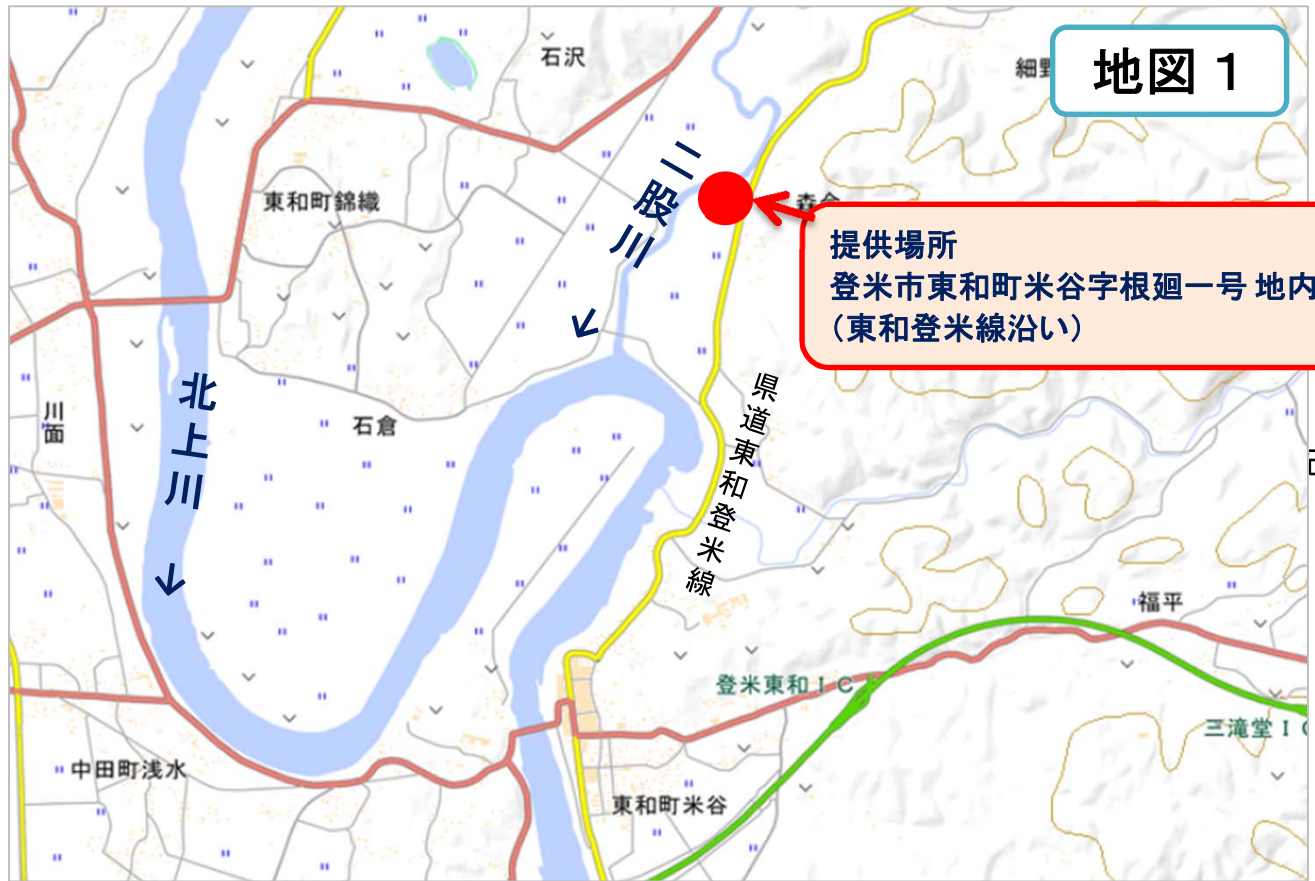 石沢
細野
地図 1
東和町錦織
二股川
森合
提供場所
登米市東和町米谷字根廻一号 地内
（東和登米線沿い）
北上川
川面
石倉
県道東和登米線
福平
登米東和IC
三滝堂IC
中田町浅水
東和町米谷